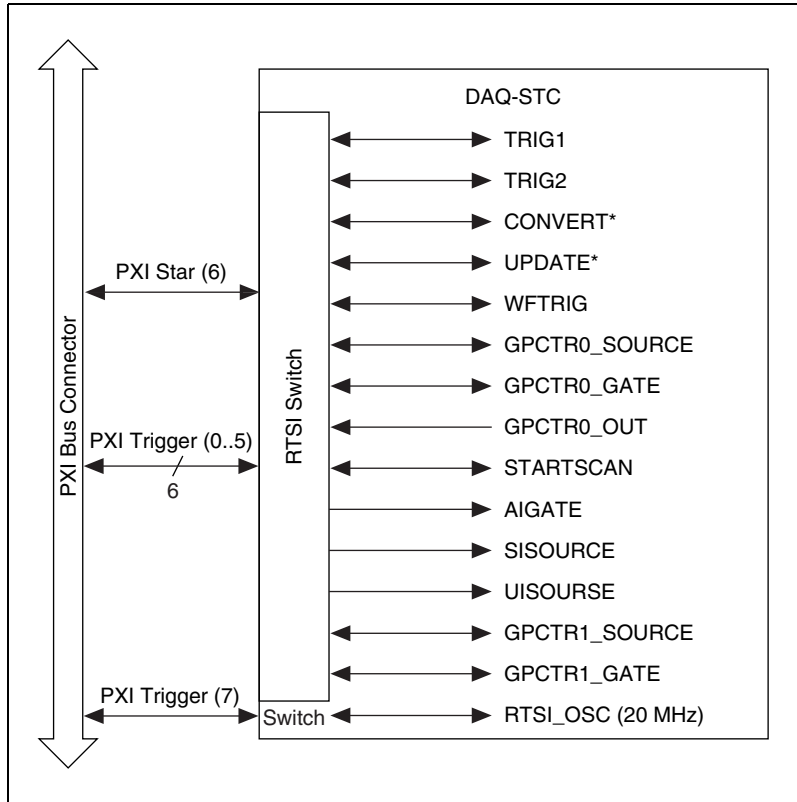 DAQ-STC
TRIG1
TRIG2
CONVERT*
UPDATE*
WFTRIG
GPCTR0_SOURCE
GPCTR0_GATE
GPCTR0_OUT
STARTSCAN
AIGATE
SISOURCE
UISOURSE
GPCTR1_SOURCE
GPCTR1_GATE
RTSI_OSC (20 MHz)
PXI Bus Connector
PXI Star (6)
PXI Trigger (0..5)
6
PXI Trigger (7)
RTSI Switch
Switch